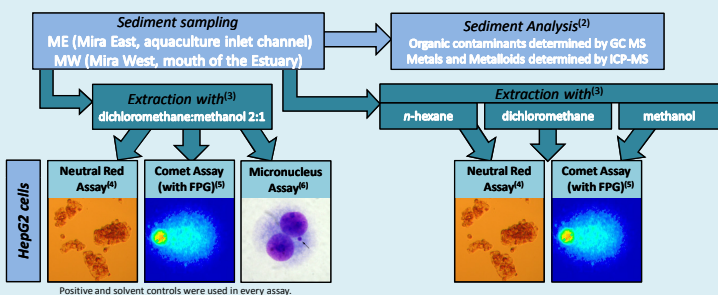 Sediment sampling
ME (Mira East, aquaculture inlet channel)
MW (Mira West, mouth of the Estuary)
Sediment Analysis(2)
Organic contaminants determined by GC MS
Metals and Metalloids determined by ICP-MS
Extraction with(3)
dichloromethane:methanol 2:1
Extraction with(3)
n-hexane
dichloromethane
methanol
HepG2 cells
Neutral Red
Assay(4)
Comet Assay
(with FPG)(5)
Micronucleus
Assay(6)
Neutral Red
Assay(4)
Comet Assay
(with FPG)(5)
Positive and solvent controls were used in every assay.